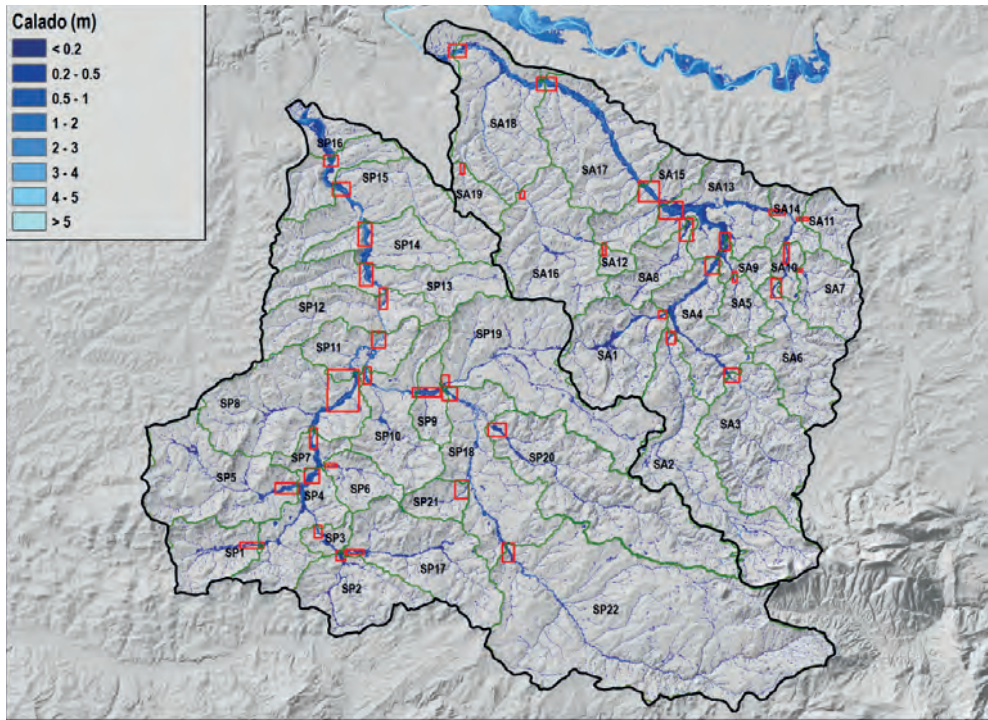 Calado (m)
< 0.2
0.2 - 0.5
0.5 - 1
1 - 2
2 - 3
3 - 4
4 - 5
> 5
SA18
SP16
SP15
SA17
SA15
SA13
SA19
SA14
SA11
SP14
SA16
SA12
SA8
SA9
SA10
SA7
SP13
SP12
SA5
SA4
SP19
SP11
SA1
SA6
SP8
SP9
SP10
SA3
SP7
SP18
SP20
SA2
SP5
SP4
SP6
SP21
SP3
SP1
SP17
SP2
SP22